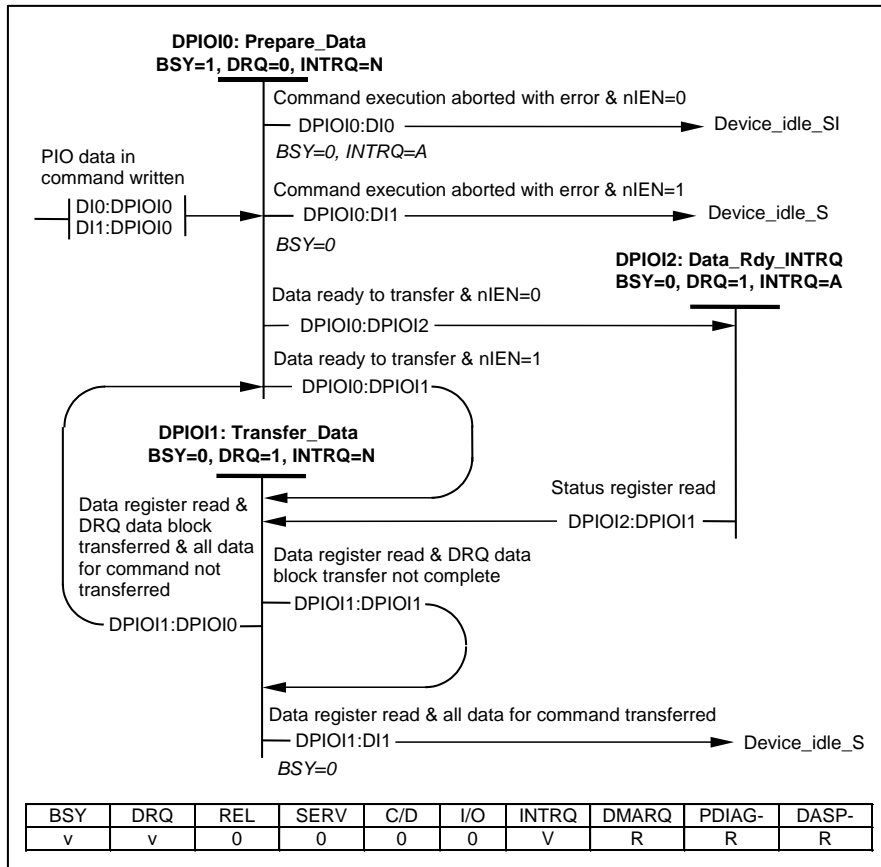 DPIOI0: Prepare_Data
BSY=1, DRQ=0, INTRQ=N
Command execution aborted with error & nIEN=0
DPIOI0:DI0
Device_idle_SI
BSY=0, INTRQ=A
PIO data in
command written
DI0:DPIOI0
DI1:DPIOI0
Command execution aborted with error & nIEN=1
DPIOI0:DI1
Device_idle_S
BSY=0
DPIOI2: Data_Rdy_INTRQ
BSY=0, DRQ=1, INTRQ=A
Data ready to transfer & nIEN=0
DPIOI0:DPIOI2
Data ready to transfer & nIEN=1
DPIOI0:DPIOI1
DPIOI1: Transfer_Data
BSY=0, DRQ=1, INTRQ=N
Status register read
DPIOI2:DPIOI1
Data register read &
DRQ data block
transferred & all data
for command not
transferred
DPIOI1:DPIOI0
Data register read & DRQ data
block transfer not complete
DPIOI1:DPIOI1
Data register read & all data for command transferred
DPIOI1:DI1
Device_idle_S
BSY=0
BSY DRQ REL SERV C/D I/O INTRQ DMARQ PDIAG- DASP-
v v 0 0 0 0 V R R R